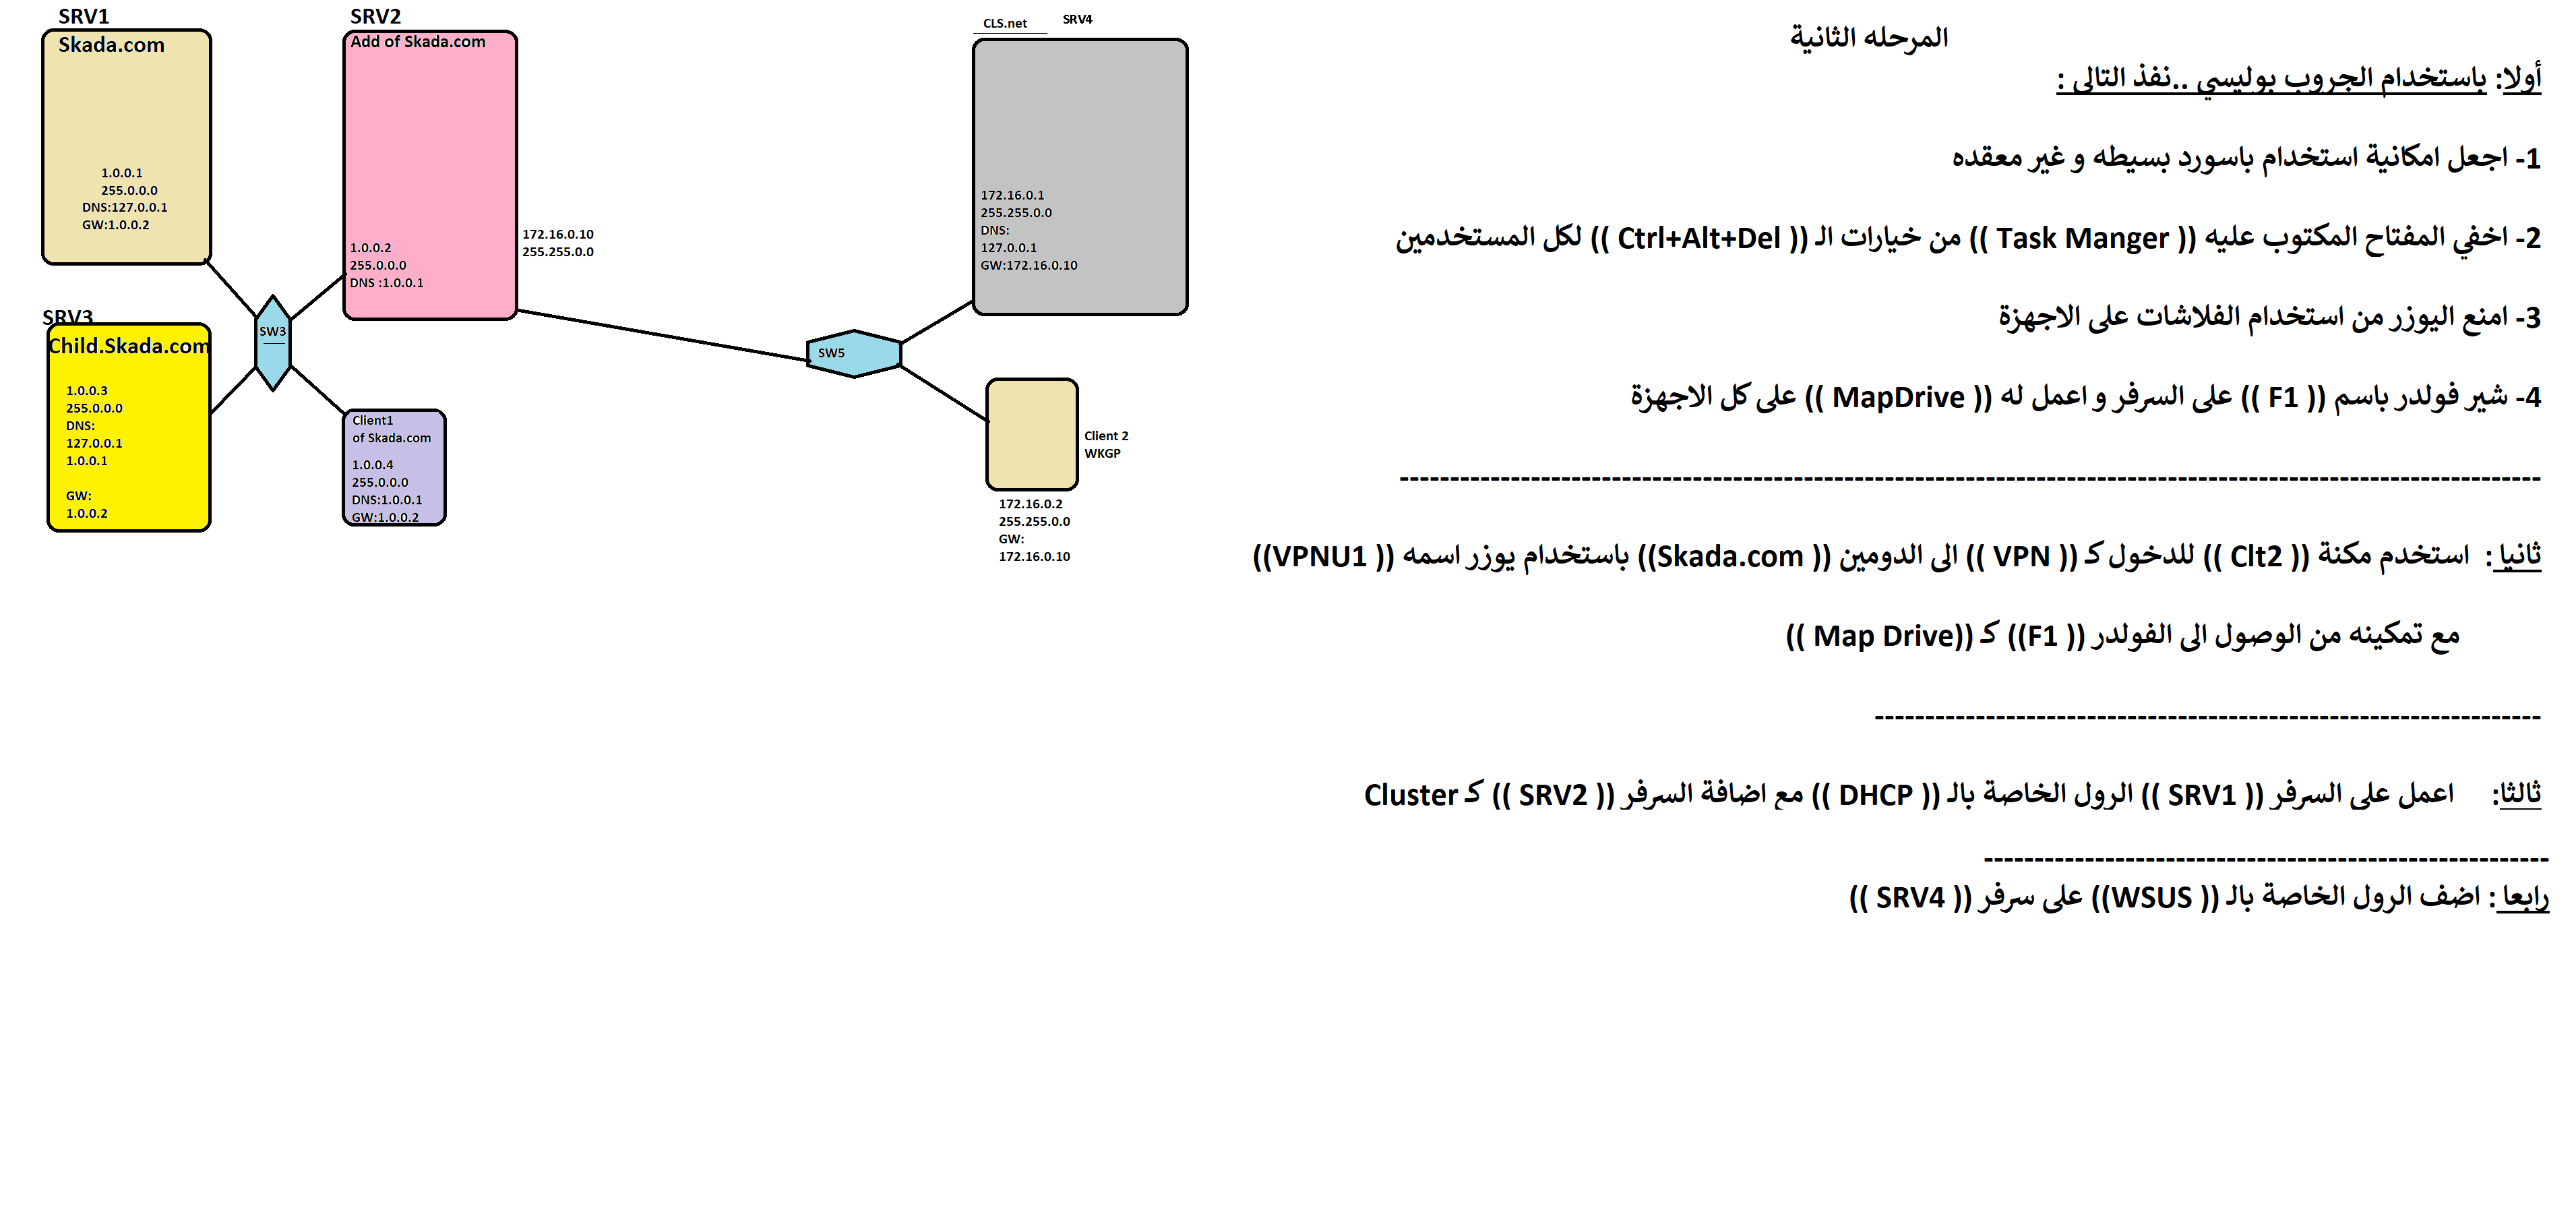 SRV1
Skada.com
1.0.0.1
255.0.0.0
DNS:127.0.0.1
GW:1.0.0.2
SRV2
Add of Skada.com
1.0.0.2
255.0.0.0
DNS :1.0.0.1
172.16.0.10
255.255.0.0
SRV3
Child.Skada.com
1.0.0.3
255.0.0.0
DNS:
127.0.0.1
1.0.0.1
GW:
1.0.0.2
SW3
Client1
of Skada.com
1.0.0.4
255.0.0.0
DNS:1.0.0.1
GW:1.0.0.2
SW5
CLS.net
SRV4
172.16.0.1
255.255.0.0
DNS:
127.0.0.1
GW:172.16.0.10
Client 2
WKGP
172.16.0.2
255.255.0.0
GW:
172.16.0.10
المرحله الثانية
أولا: باستخدام الجروب بوليسي ..نفذ التالى :
1- اجعل امكانية استخدام باسورد بسيطه و غير معقده
2- اخفي المفتاح المكتوب عليه (( Task Manger )) من خيارات الـ (( Ctrl+Alt+Del )) لكل المستخدمين
3- امنع اليوزر من استخدام الفلاشات على الاجهزة
4- شير فولدر باسم (( F1 )) على السرفر و اعمل له (( MapDrive )) على كل الاجهزة
ثانيا : استخدم مكنة (( Clt2 )) للدخول كـ (( VPN )) الى الدومين (( Skada.com)) باستخدام يوزر اسمه (( VPNU1))
مع تمكينه من الوصول الى الفولدر (( F1)) كـ ((Map Drive ))
ثالثا: اعمل على السرفر (( SRV1 )) الرول الخاصة بالـ (( DHCP )) مع اضافة السرفر (( SRV2 )) كـ Cluster
رابعا : اضف الرول الخاصة بالـ (( WSUS)) على سرفر (( SRV4 ))